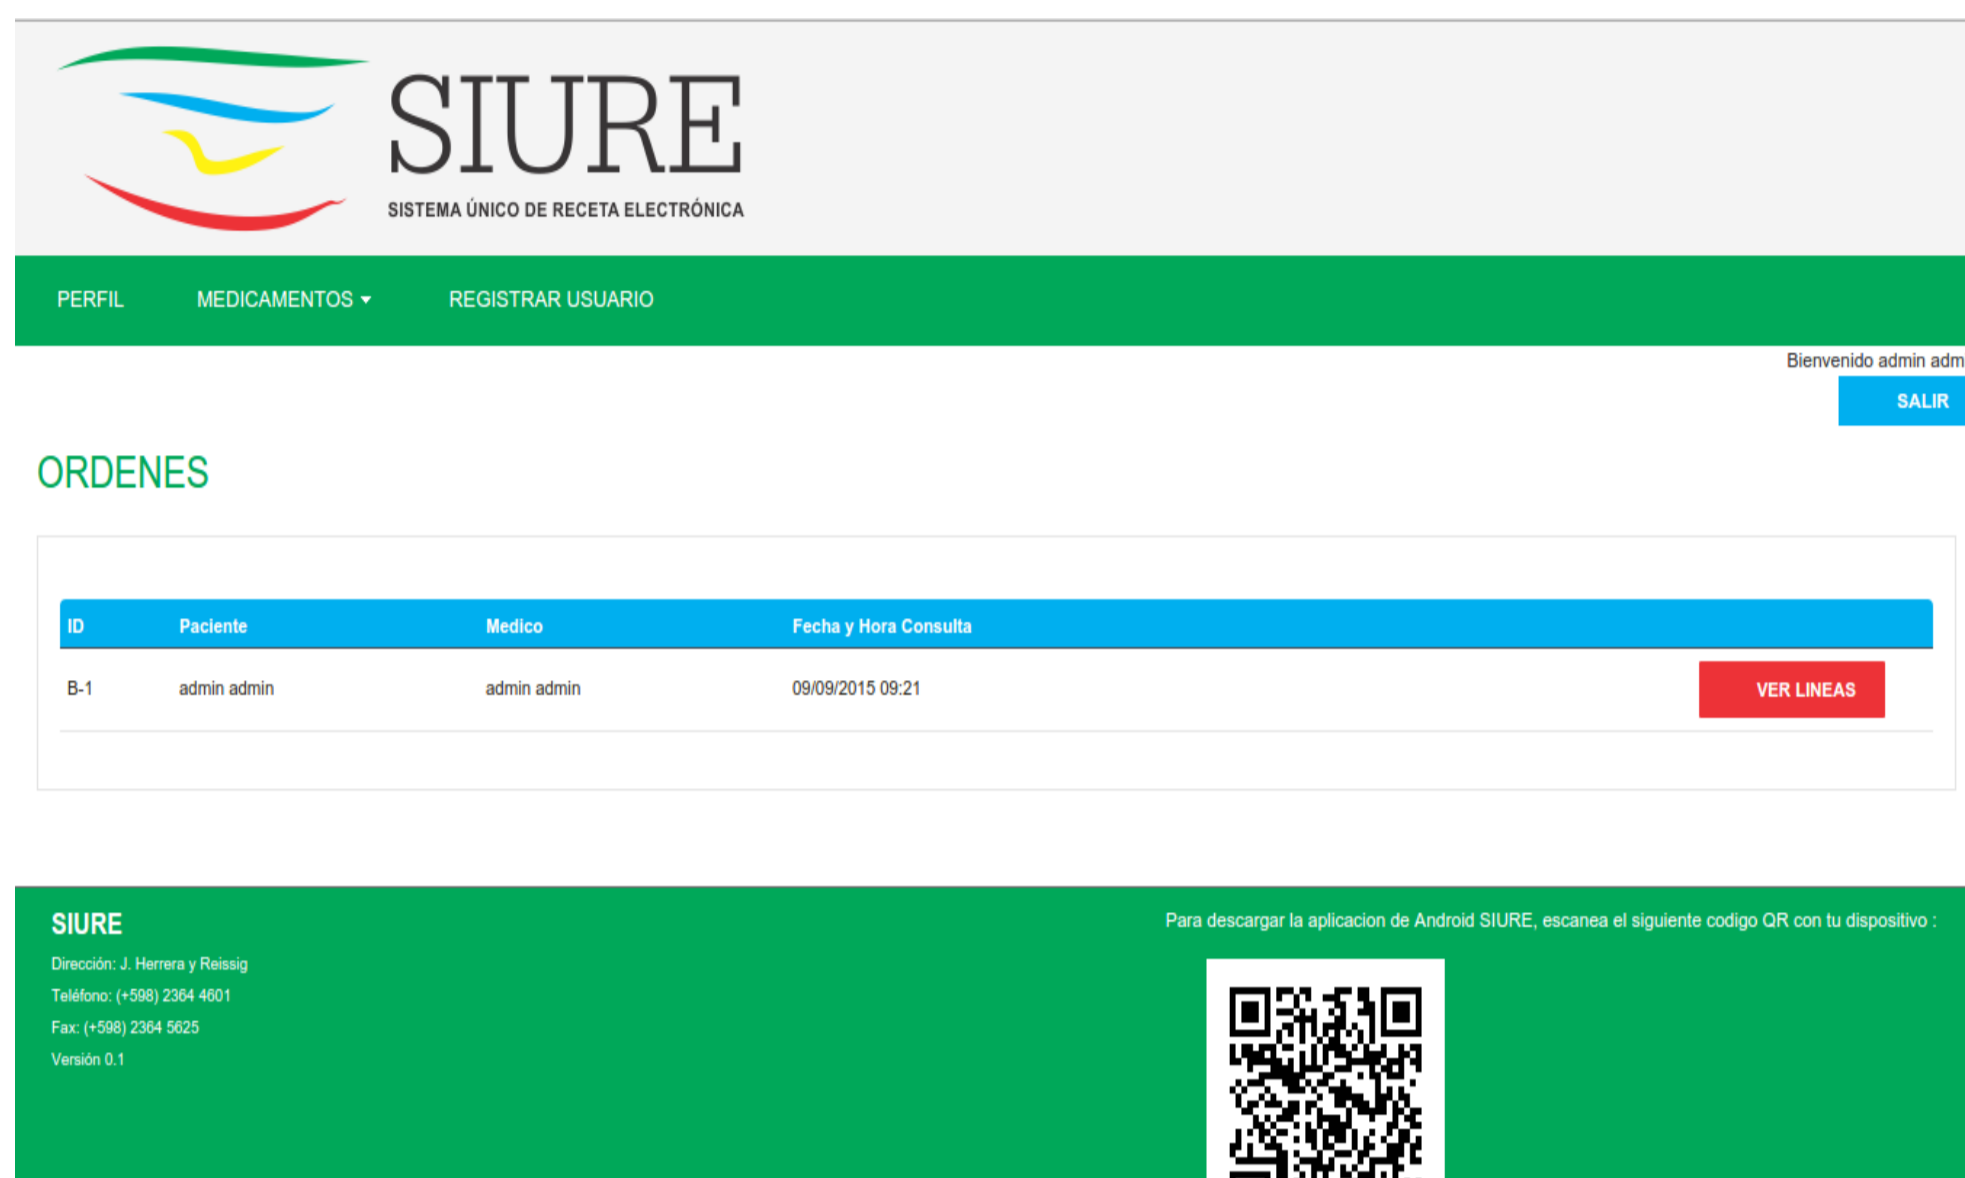 SIURE
SISTEMA ÚNICO DE RECETA ELECTRÓNICA
PERFIL MEDICAMENTOS REGISTRAR USUARIO
Bienvenido admin adm
SALIR
ORDENES
ID Paciente Medico Fecha y Hora Consulta
B-1 admin admin admin admin 09/09/2015 09:21 VER LINEAS
SIURE
Para descargar la aplicacion de Android SIURE, escanea el siguiente codigo QR con tu dispositivo :
Dirección: J. Herrera y Reissig
Teléfono: (+598) 2364 4601
Fax: (+598) 2364 5625
Versión 0.1